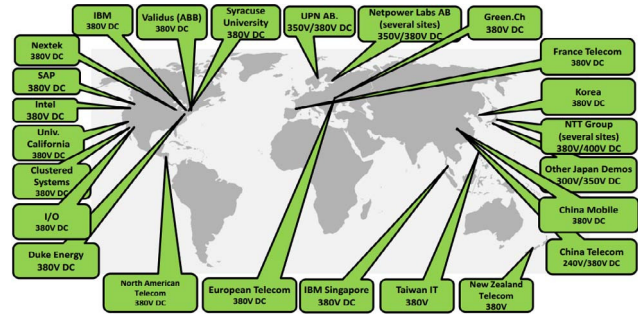 IBM
380V DC
Validus (ABB)
380V DC
Syracuse
University
380V DC
UPN AB.
350V/380V DC
Netpower Labs AB
(several sites)
350V/380V DC
Green.Ch
380V DC
Nextek
380V DC
France Telecom
380V DC
SAP
380V DC
Korea
380V DC
Intel
380V DC
NTT Group
(several sites)
380V/400V DC
Univ.
California
380V DC
Other Japan Demos
300V/350V DC
Clustered
Systems
380V DC
China Mobile
380V DC
I/O
380V DC
China Telecom
240V/380V DC
Duke Energy
380V DC
North American
Telecom
380V DC
European Telecom
380V DC
IBM Singapore
380V DC
Taiwan IT
380V
New Zealand
Telecom
380V